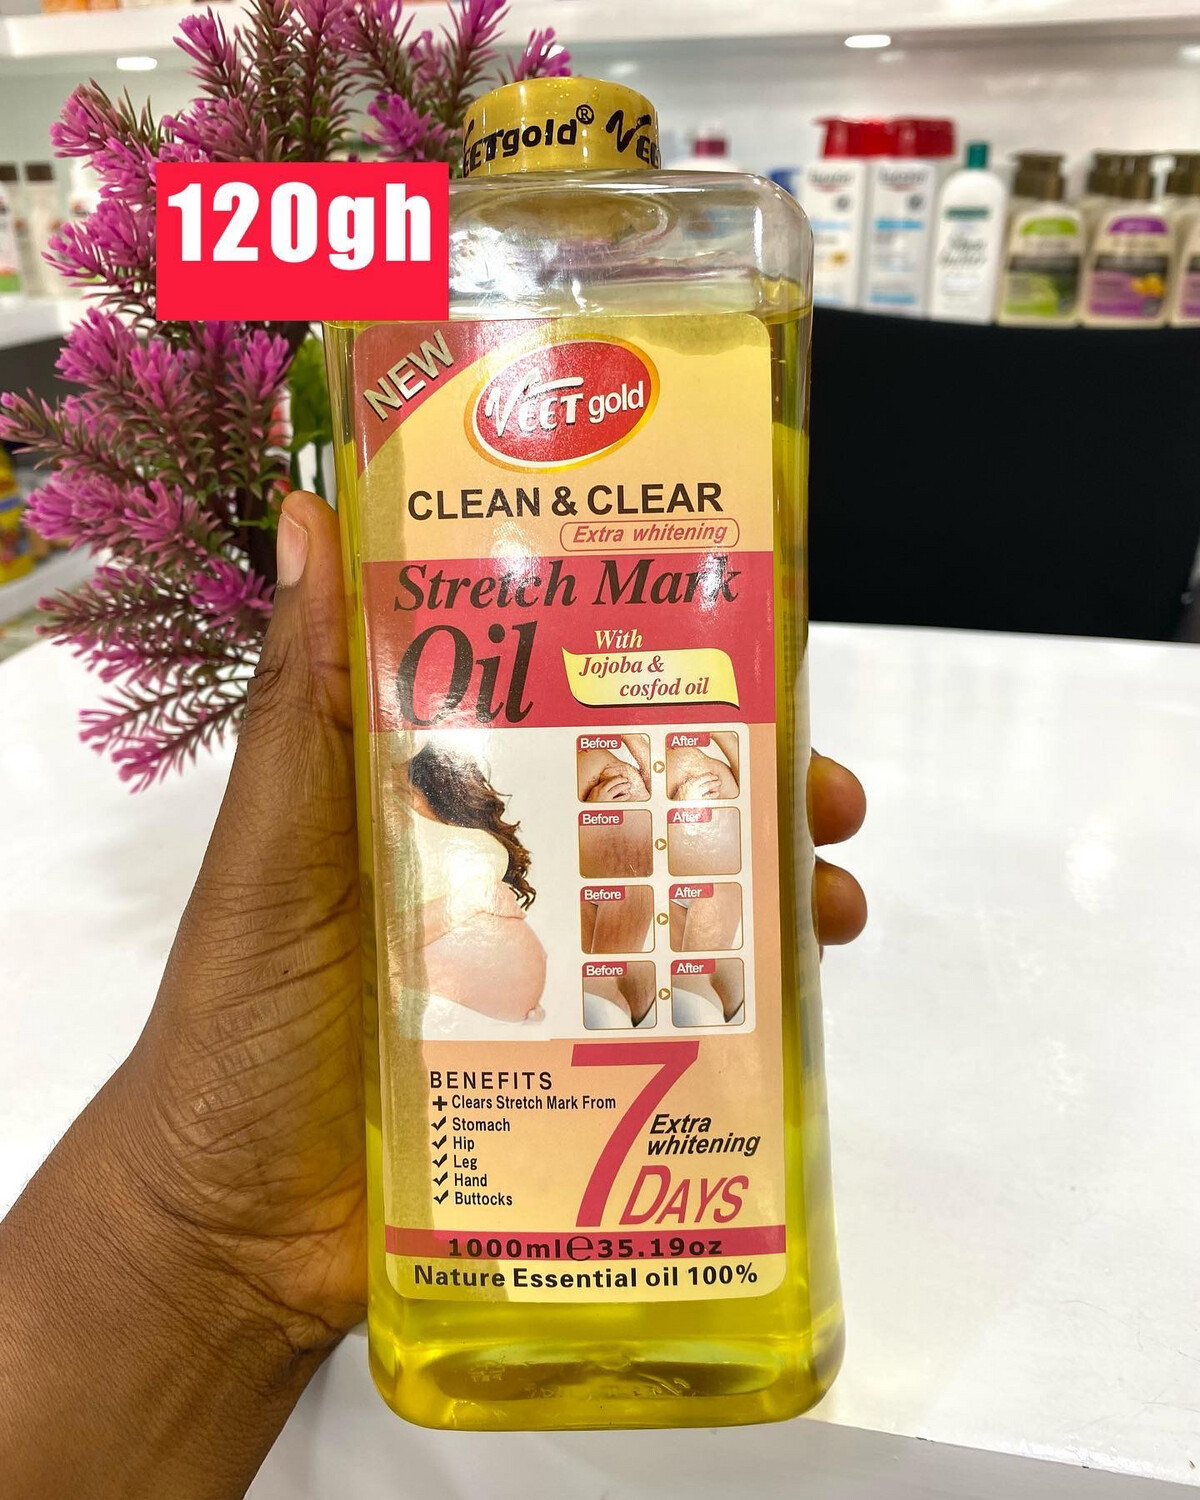 VEETgold® VEE
120gh
NEW
VEET gold
CLEAN & CLEAR
Extra whitening
Stretch Mark
Oil
With
Jojoba &
cosfod oil
Before
After
Before
After
Before
After
Before
After
BENEFITS
+ Clears Stretch Mark From
✓ Stomach
✓ Hip
✓ Leg
✓ Hand
✓ Buttocks
7
Extra
whitening
DAYS
1000ml℮35.19oz
Nature Essential oil 100%